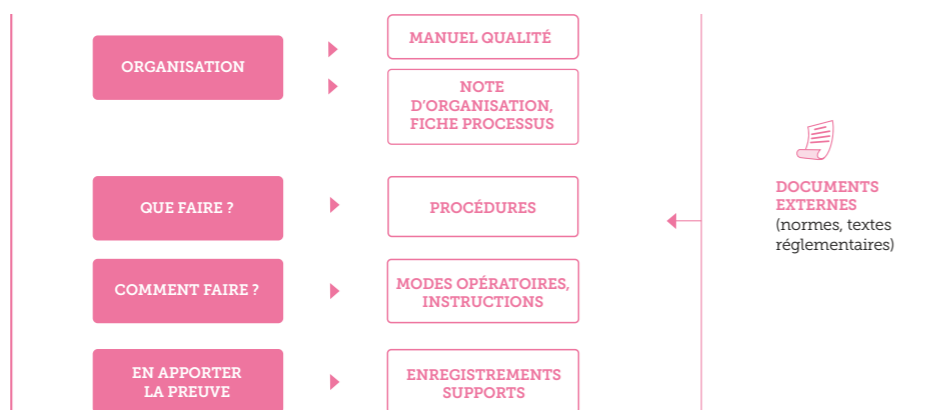 ORGANISATION
MANUEL QUALITÉ
NOTE
D'ORGANISATION,
FICHE PROCESSUS
QUE FAIRE ?
PROCÉDURES
COMMENT FAIRE ?
MODES OPÉRATOIRES,
INSTRUCTIONS
EN APPORTER
LA PREUVE
ENREGISTREMENTS
SUPPORTS
DOCUMENTS
EXTERNES
(normes, textes
réglementaires)